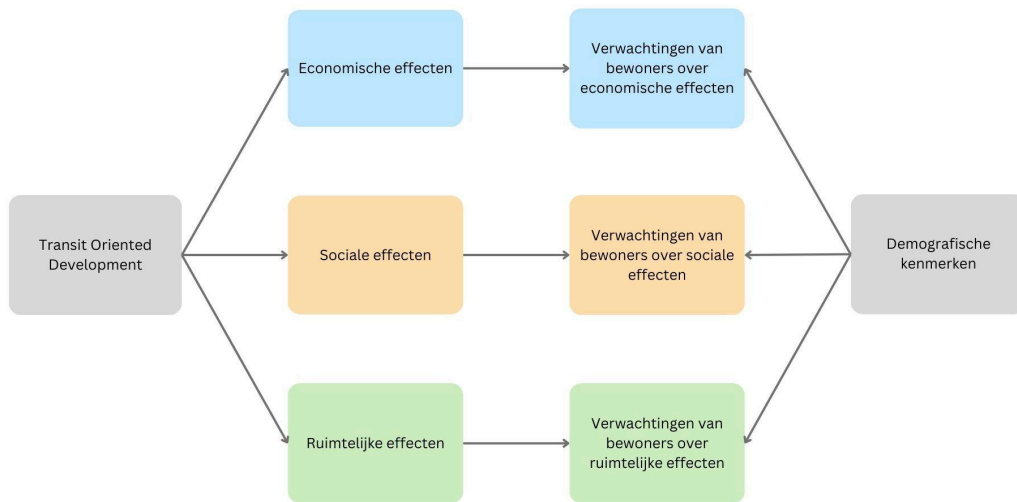 Economische effecten
Verwachtingen van
bewoners over
economische effecten
Transit Oriented
Development
Sociale effecten
Verwachtingen van
bewoners over sociale
effecten
Demografische
kenmerken
Ruimtelijke effecten
Verwachtingen van
bewoners over
ruimtelijke effecten